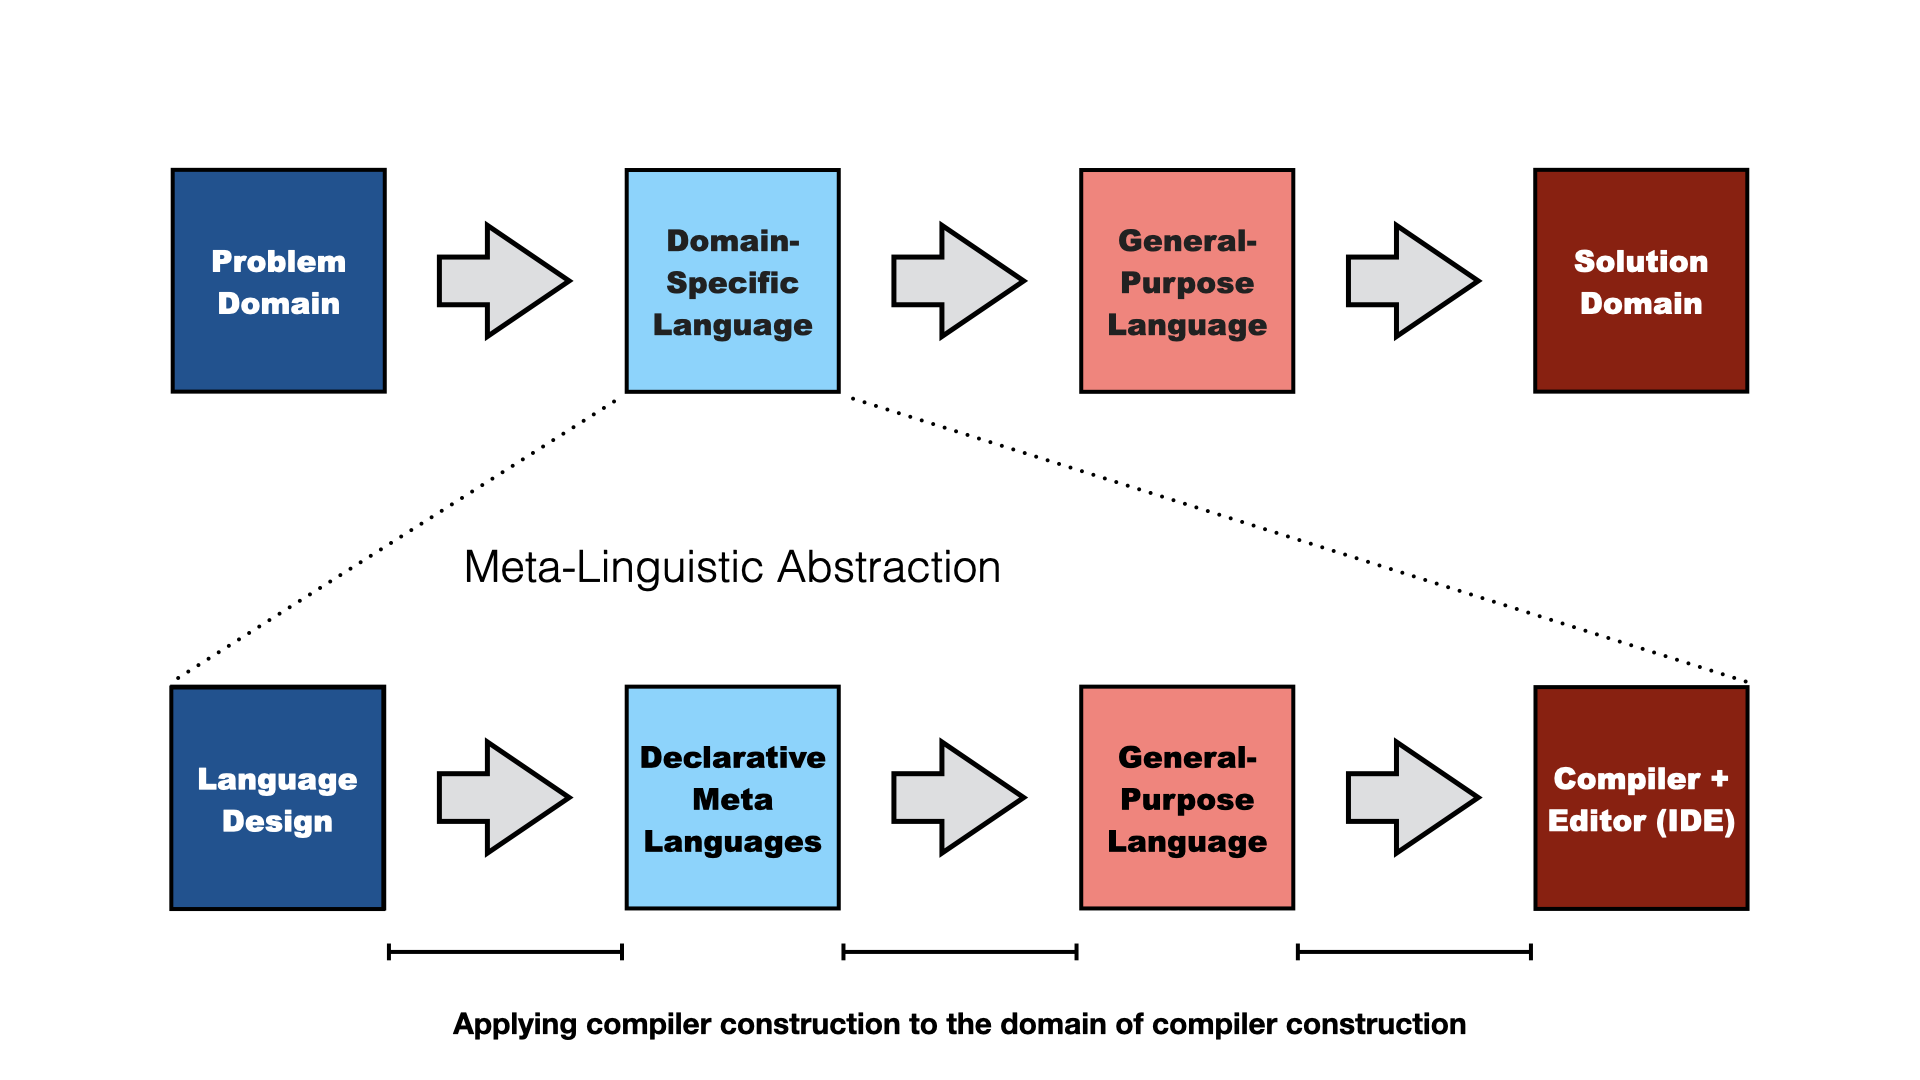 Problem
Domain
Domain-
Specific
Language
General-
Purpose
Language
Solution
Domain
Meta-Linguistic Abstraction
Language
Design
Declarative
Meta
Languages
General-
Purpose
Language
Compiler +
Editor (IDE)
Applying compiler construction to the domain of compiler construction